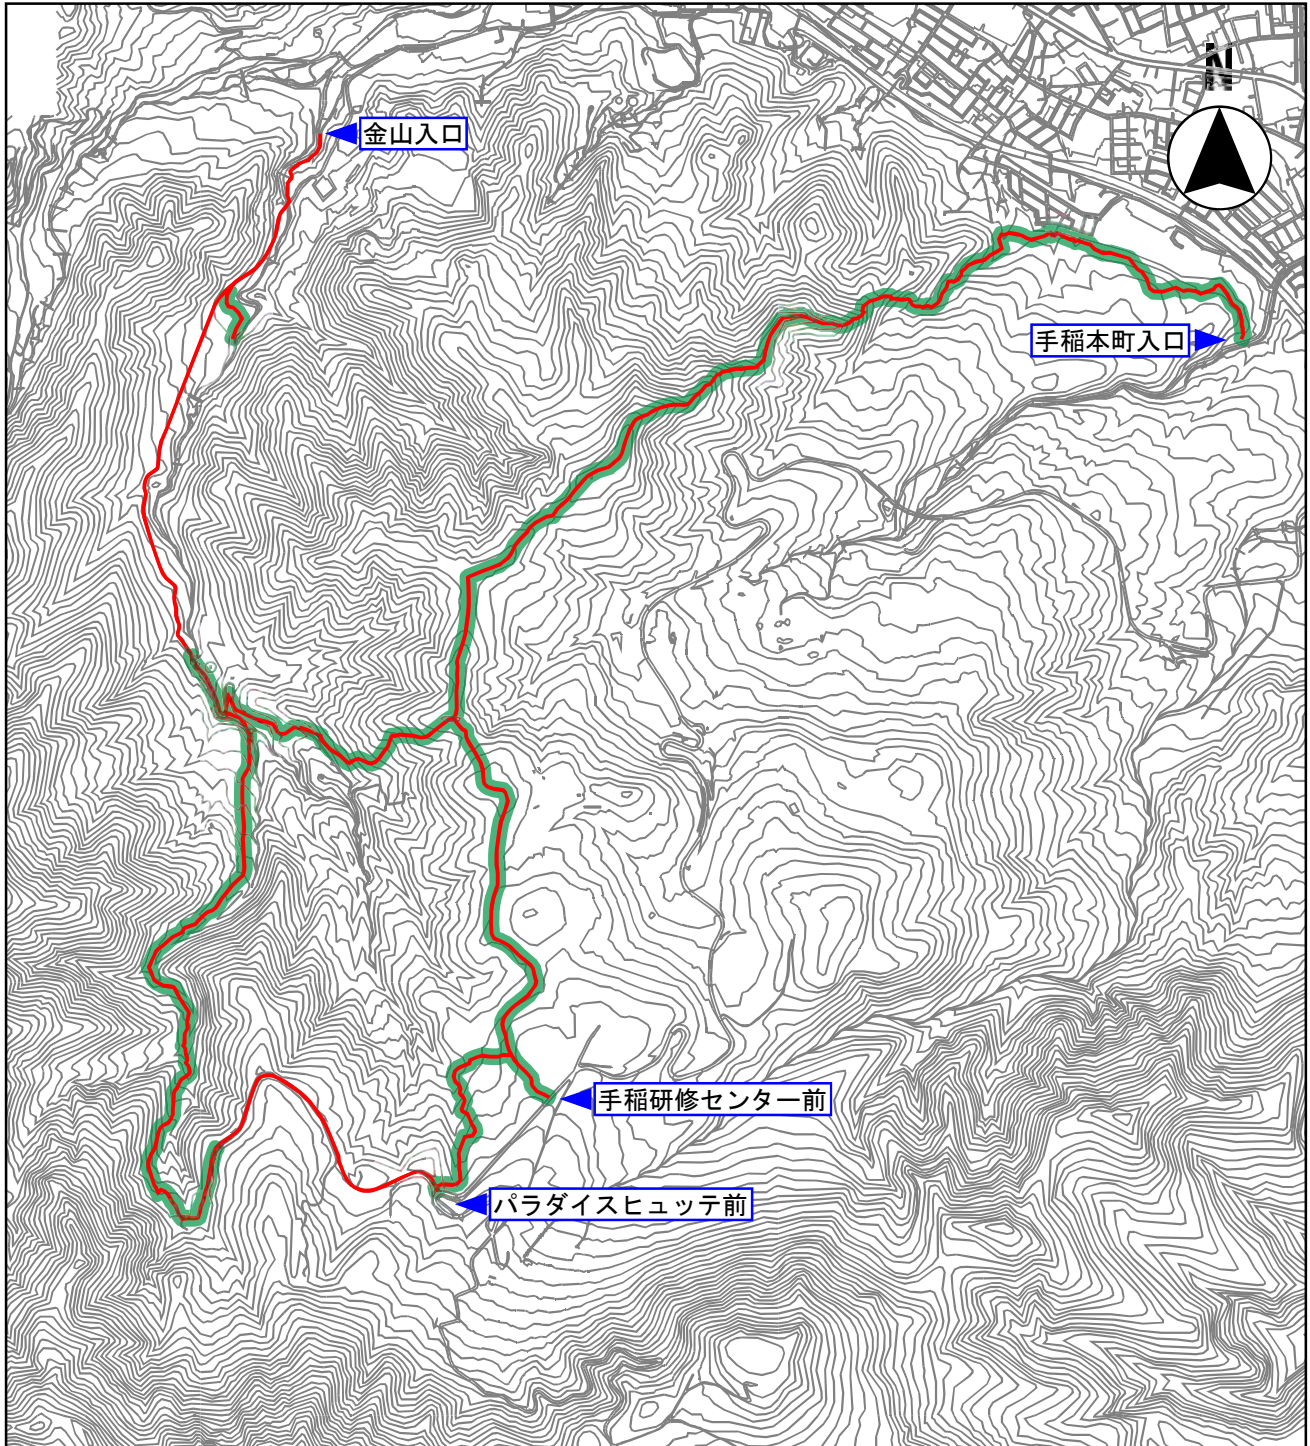 N
金山入口
手稲本町入口
手稲研修センター前
パラダイスヒュッテ前